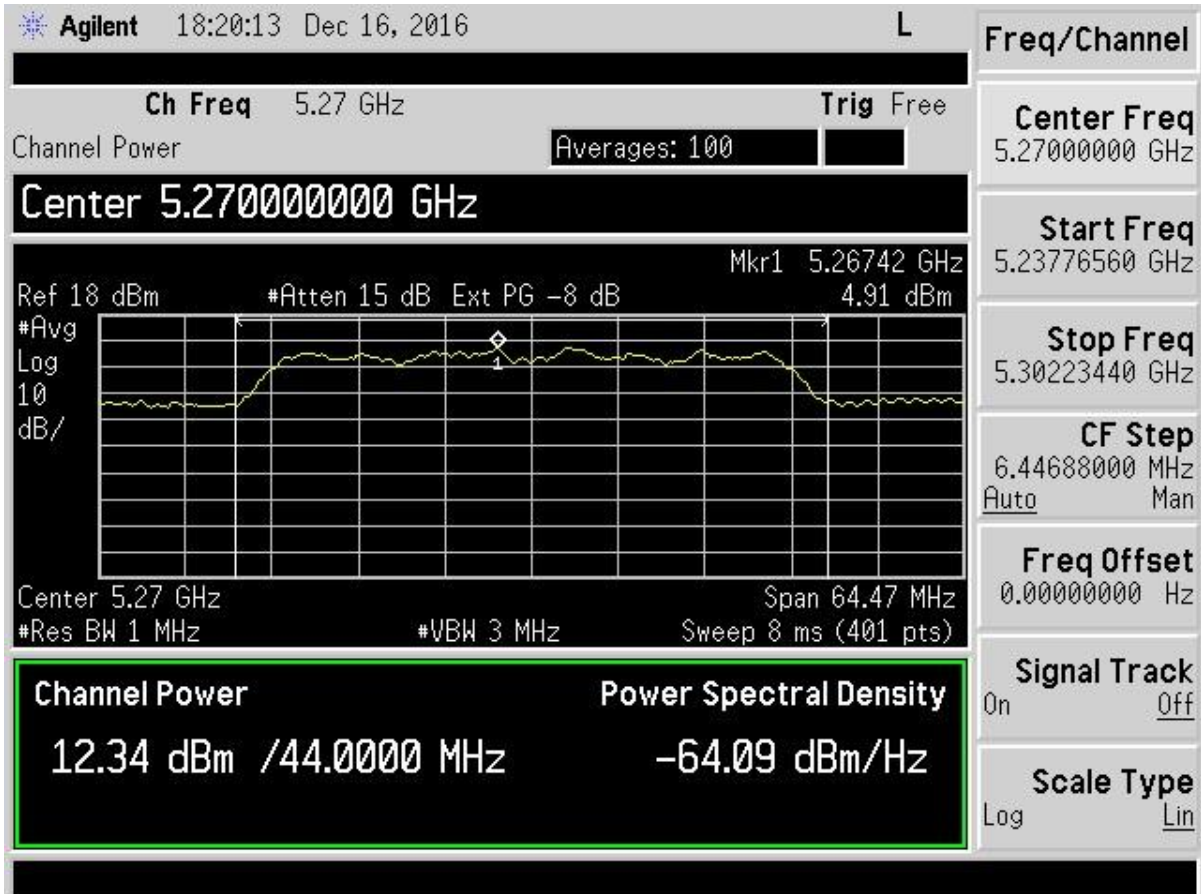 Agilent 18:20:13 Dec 16, 2016 L
Ch Freq 5.27 GHz Trig Free
Channel Power Averages: 100
Center 5.270000000 GHz
Mkr1 5.26742 GHz
Ref 18 dBm #Atten 15 dB Ext PG -8 dB 4.91 dBm
#Avg
Log
10
dB/
1
Center 5.27 GHz Span 64.47 MHz
#Res BW 1 MHz #VBW 3 MHz Sweep 8 ms (401 pts)
Channel Power Power Spectral Density
12.34 dBm /44.0000 MHz -64.09 dBm/Hz
Freq/Channel
Center Freq
5.27000000 GHz
Start Freq
5.23776560 GHz
Stop Freq
5.30223440 GHz
CF Step
6.44688000 MHz
Auto Man
Freq Offset
0.00000000 Hz
Signal Track
On Off
Scale Type
Log Lin